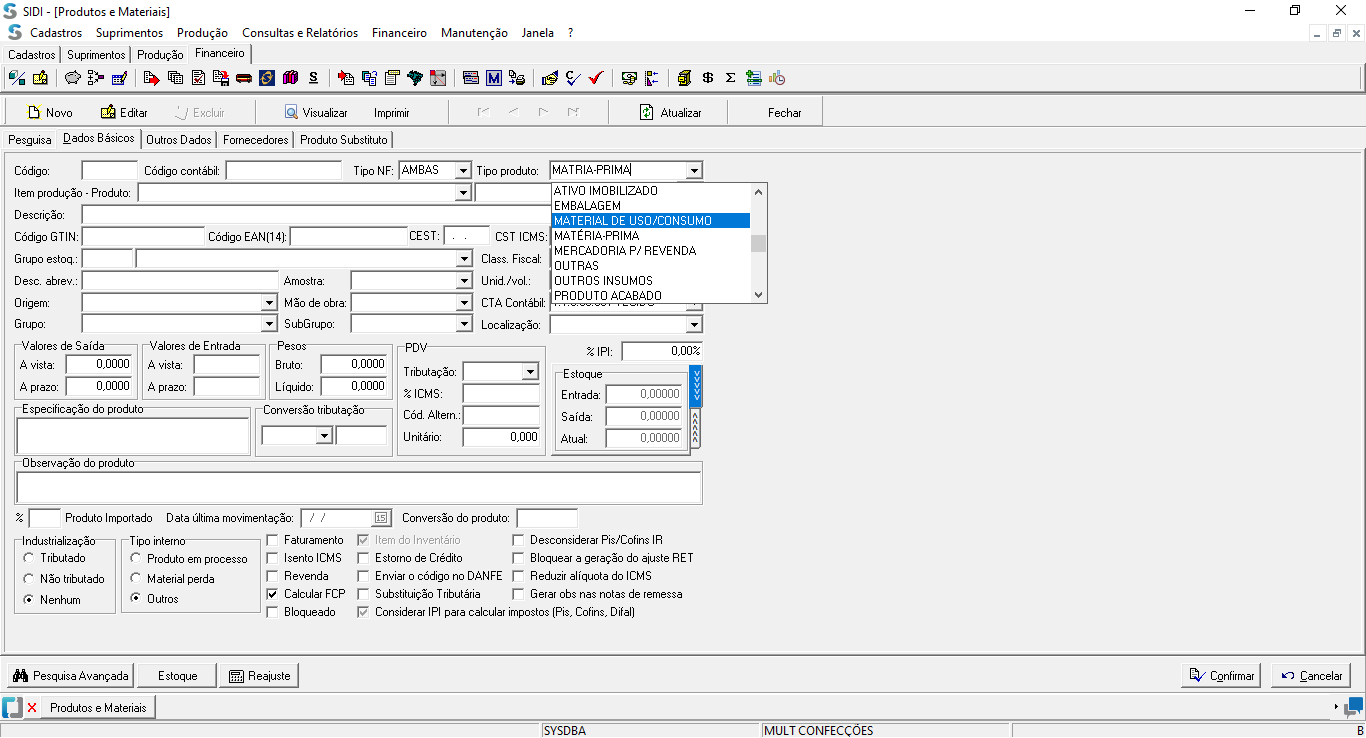 SIDI - [Produtos e Materiais]
Cadastros Suprimentos Produção Consultas e Relatórios Financeiro Manutenção Janela ?
Cadastros Suprimentos Produção Financeiro
Novo Editar Excluir Visualizar Imprimir Atualizar Fechar
Pesquisa Dados Básicos Outros Dados Fornecedores Produto Substituto
Código: Código contábil: Tipo NF: AMBAS Tipo produto: MATRIA-PRIMA
Item produção - Produto:
ATIVO IMOBILIZADO
EMBALAGEM
MATERIAL DE USO/CONSUMO
MATÉRIA-PRIMA
MERCADORIA P/ REVENDA
OUTRAS
OUTROS INSUMOS
PRODUTO ACABADO
Descrição:
Código GTIN: Código EAN(14): CEST: . . CST ICMS:
Grupo estoq.: Class. Fiscal:
Desc. abrev.: Amostra: Unid./vol.:
Origem: Mão de obra: CTA Contábil:
Grupo: SubGrupo: Localização:
Valores de Saída Valores de Entrada Pesos PDV % IPI: 0,00%
A vista: 0,0000 A vista: Bruto: 0,0000 Tributação: Estoque
A prazo: 0,0000 A prazo: Líquido: 0,0000 % ICMS: Entrada: 0,00000
Especificação do produto Conversão tributação Cód. Altern.: Saída: 0,00000
Unitário: 0,000 Atual: 0,00000
Observação do produto
% Produto Importado Data última movimentação: / / 15 Conversão do produto:
Industrialização Tipo interno Faturamento Item do Inventário Desconsiderar Pis/Cofins IR
Tributado Produto em processo Isento ICMS Estorno de Crédito Bloquear a geração do ajuste RET
Não tributado Material perda Revenda Enviar o código no DANFE Reduzir alíquota do ICMS
Nenhum Outros Calcular FCP Substituição Tributária Gerar obs nas notas de remessa
Bloqueado Considerar IPI para calcular impostos (Pis, Cofins, Difal)
Pesquisa Avançada Estoque Reajuste Confirmar Cancelar
Produtos e Materiais
SYSDBA MULT CONFECÇÕES B